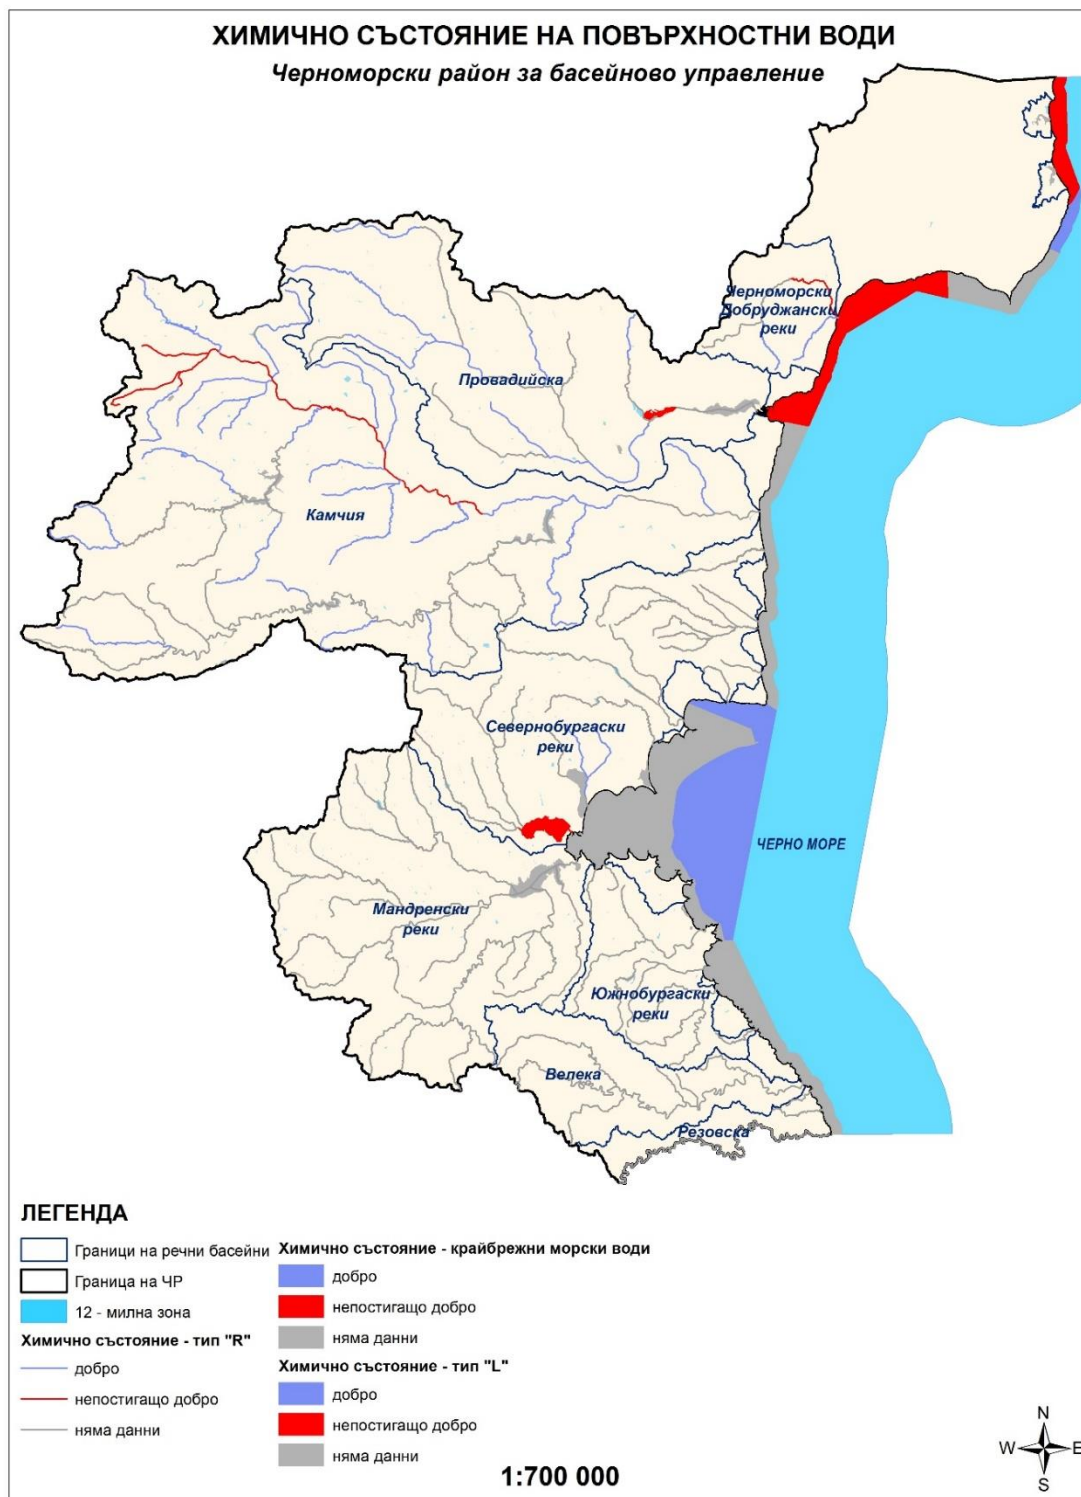 ХИМИЧНО СЪСТОЯНИЕ НА ПОВЪРХНОСТНИ ВОДИ
Черноморски район за басейново управление
Черноморски
Добруджански
реки
Провадийска
Камчия
Севернобургаски
реки
ЧЕРНО МОРЕ
Мандренски
реки
Южнобургаски
реки
Велека
Резовска
ЛЕГЕНДА
Граници на речни басейни
Граница на ЧР
12 - милна зона
Химично състояние - тип "R"
добро
непостигащо добро
няма данни
Химично състояние - крайбрежни морски води
добро
непостигащо добро
няма данни
Химично състояние - тип "L"
добро
непостигащо добро
няма данни
1:700 000
N
W E
S